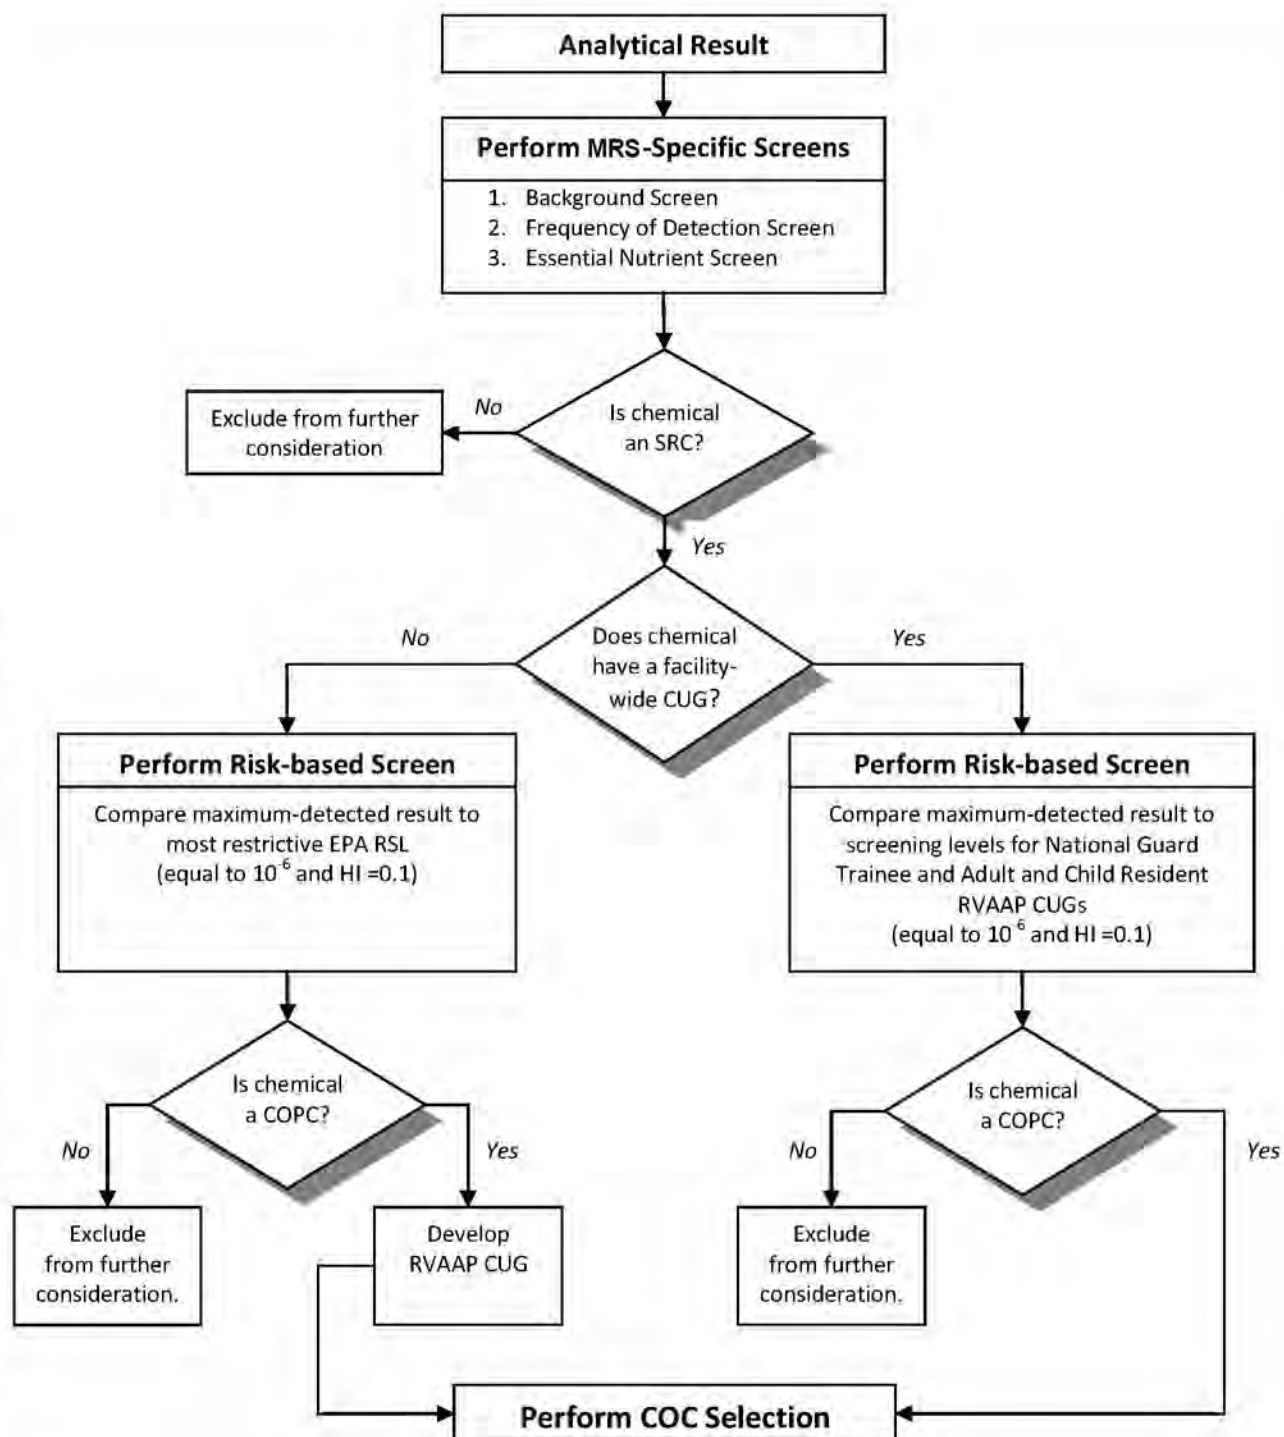 Analytical Result
Perform MRS-Specific Screens
1. Background Screen
2. Frequency of Detection Screen
3. Essential Nutrient Screen
Is chemical
an SRC?
No
Exclude from further
consideration
Yes
Does chemical
have a facility-
wide CUG?
No
Yes
Perform Risk-based Screen
Compare maximum-detected result to
most restrictive EPA RSL
(equal to 10-6 and HI =0.1)
Perform Risk-based Screen
Compare maximum-detected result to
screening levels for National Guard
Trainee and Adult and Child Resident
RVAAP CUGs
(equal to 10 6 and HI =0.1)
Is chemical
a COPC?
No
Yes
Exclude
from further
consideration.
Develop
RVAAP CUG
Is chemical
a COPC?
No
Yes
Exclude
from further
consideration.
Perform COC Selection